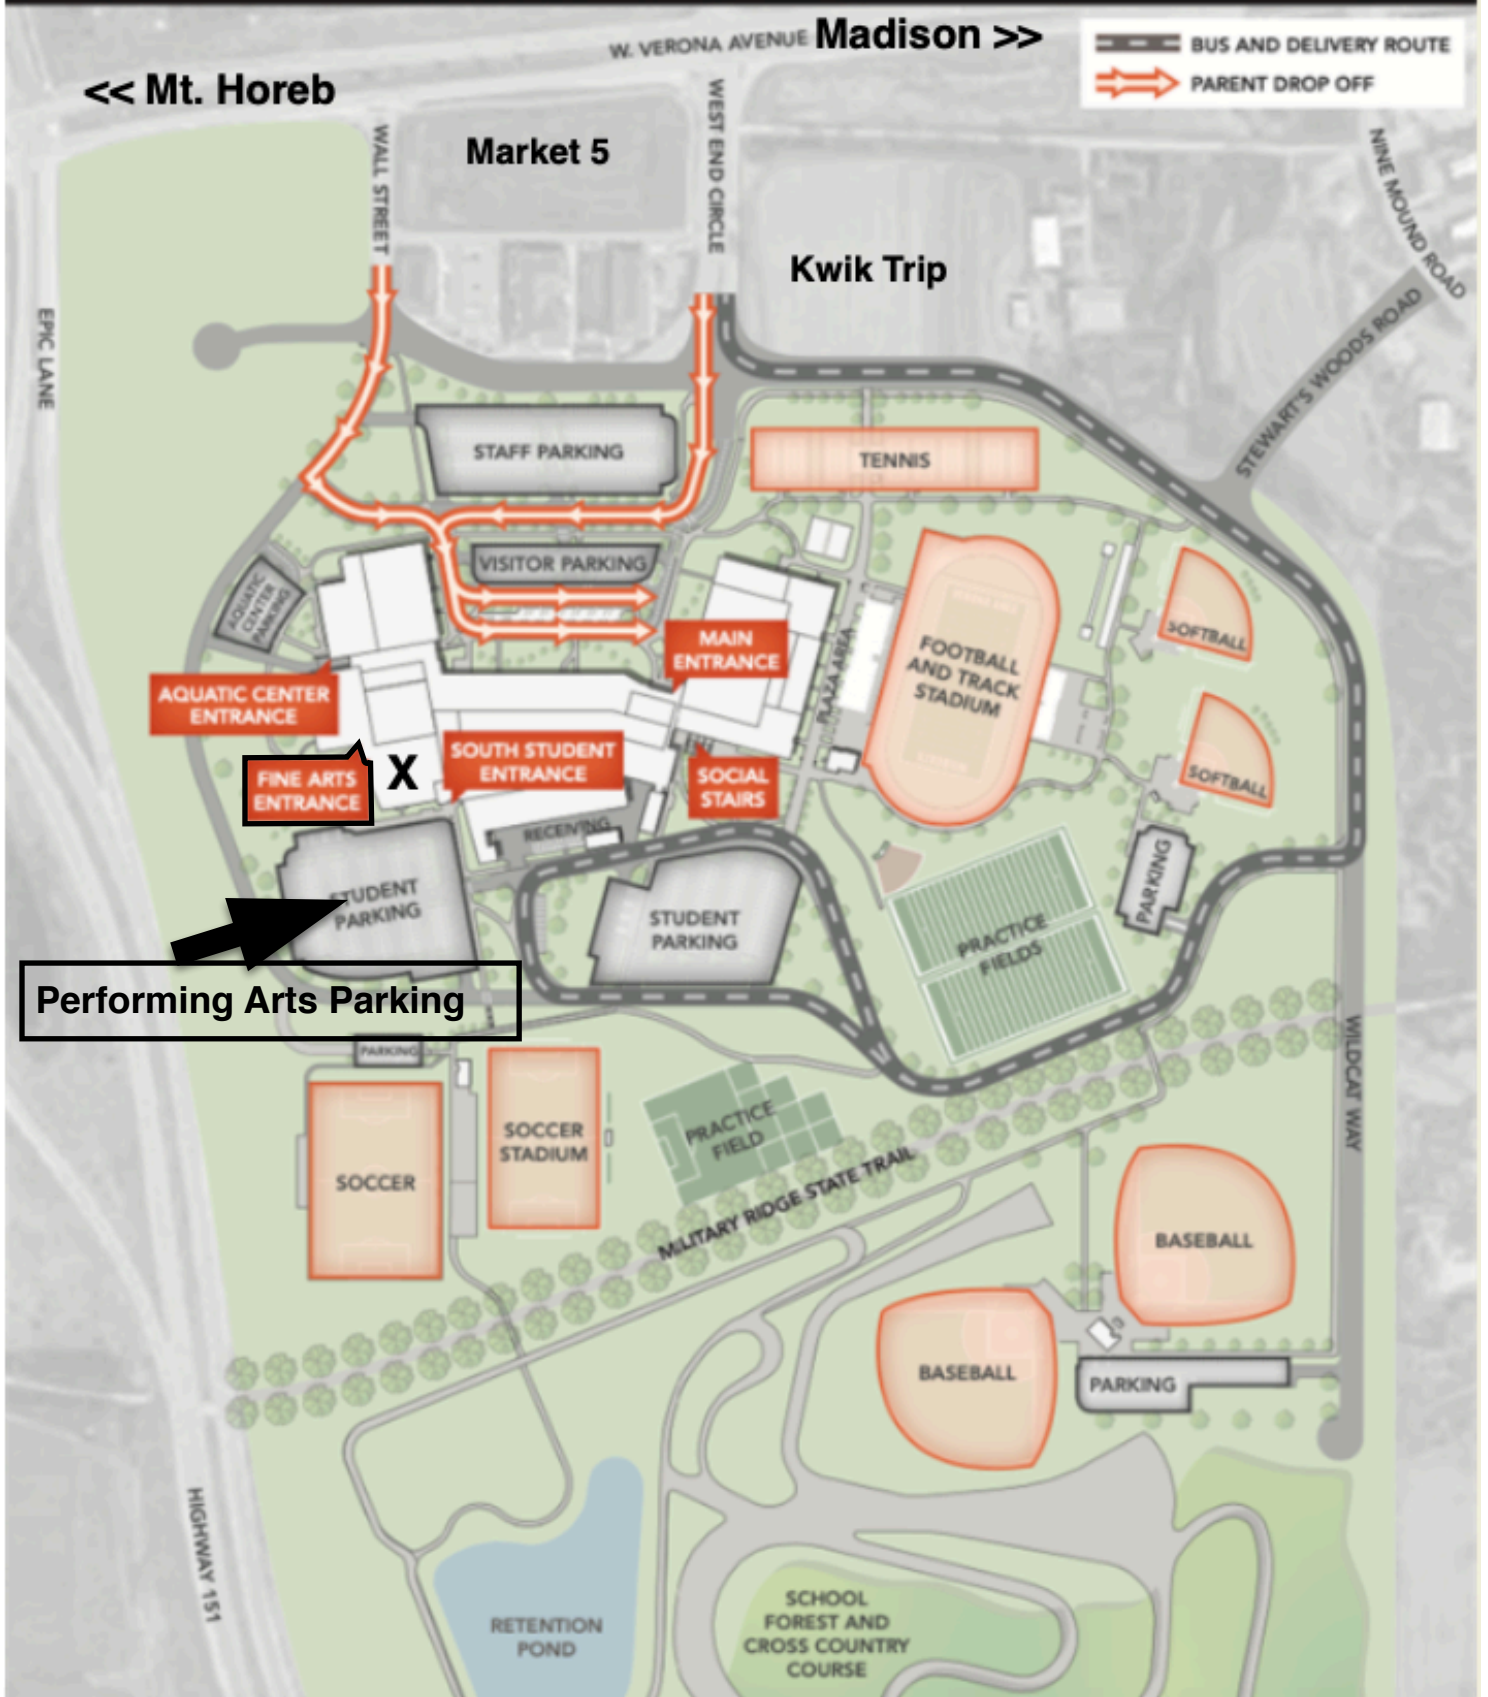 W. VERONA AVENUE
Madison >>
BUS AND DELIVERY ROUTE
PARENT DROP OFF
<< Mt. Horeb
WALL STREET
Market 5
WEST END CIRCLE
Kwik Trip
NINE MOUND ROAD
STEWART'S WOODS ROAD
EPIC LANE
STAFF PARKING
TENNIS
VISITOR PARKING
AQUATIC
CENTER
PARKING
MAIN
ENTRANCE
PLAZA AREA
FOOTBALL
AND TRACK
STADIUM
SOFTBALL
AQUATIC CENTER
ENTRANCE
FINE ARTS
ENTRANCE
X
SOUTH STUDENT
ENTRANCE
SOCIAL
STAIRS
SOFTBALL
RECEIVING
STUDENT
PARKING
STUDENT
PARKING
PARKING
PRACTICE
FIELDS
Performing Arts Parking
PARKING
SOCCER
SOCCER
STADIUM
PRACTICE
FIELD
MILITARY RIDGE STATE TRAIL
WILDCAT WAY
BASEBALL
BASEBALL
PARKING
HIGHWAY 151
RETENTION
POND
SCHOOL
FOREST AND
CROSS COUNTRY
COURSE